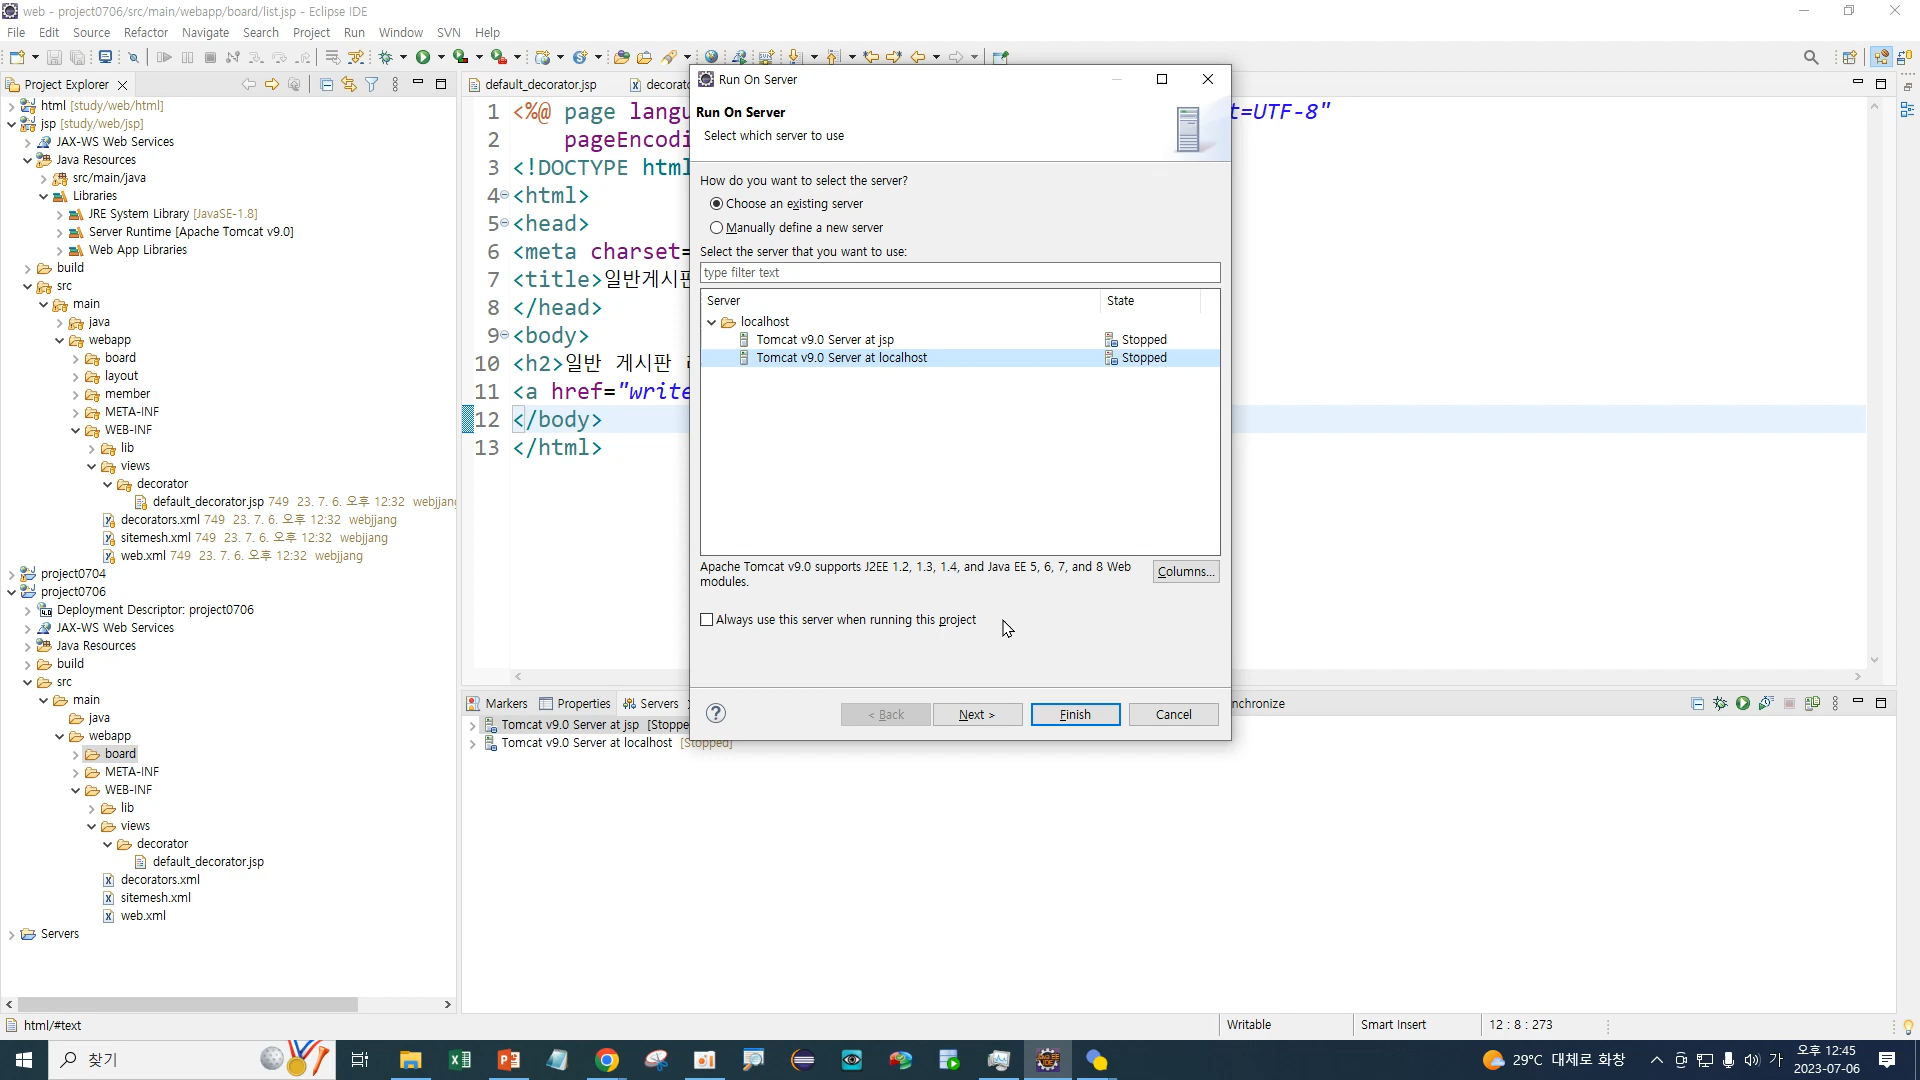 web - project0706/src/main/webapp/board/list.jsp - Eclipse IDE
File Edit Source Refactor Navigate Search Project Run Window SVN Help
Project Explorer
html [study/web/html]
jsp [study/web/jsp]
JAX-WS Web Services
Java Resources
src/main/java
Libraries
JRE System Library [JavaSE-1.8]
Server Runtime [Apache Tomcat v9.0]
Web App Libraries
build
src
main
java
webapp
board
layout
member
META-INF
WEB-INF
lib
views
decorator
default_decorator.jsp 749 23. 7. 6. 오후 12:32 webjjang
decorators.xml 749 23. 7. 6. 오후 12:32 webjjang
sitemesh.xml 749 23. 7. 6. 오후 12:32 webjjang
web.xml 749 23. 7. 6. 오후 12:32 webjjang
project0704
project0706
Deployment Descriptor: project0706
JAX-WS Web Services
Java Resources
build
src
main
java
webapp
board
META-INF
WEB-INF
lib
views
decorator
default_decorator.jsp
decorators.xml
sitemesh.xml
web.xml
Servers
default_decorator.jsp
1 <%@ page t=UTF-8"
2
3 <!DOCTYPE html
4 <html>
5 <head>
6 <meta charset=
7 <title>일반게시판
8 </head>
9 <body>
10 <h2>일반 게시판
11 <a href="write
12 </body>
13 </html>
Run On Server
Run On Server
Select which server to use
How do you want to select the server?
Choose an existing server
Manually define a new server
Select the server that you want to use:
type filter text
Server State
localhost
Tomcat v9.0 Server at jsp Stopped
Tomcat v9.0 Server at localhost Stopped
Apache Tomcat v9.0 supports J2EE 1.2, 1.3, 1.4, and Java EE 5, 6, 7, and 8 Web
modules.
Columns...
Always use this server when running this project
< Back Next > Finish Cancel
Markers Properties Servers
Tomcat v9.0 Server at jsp
Tomcat v9.0 Server at localhost [Stopped]
html/#text Writable Smart Insert 12 : 8 : 273
찾기
29°C 대체로 화창
가
오후 12:45
2023-07-06